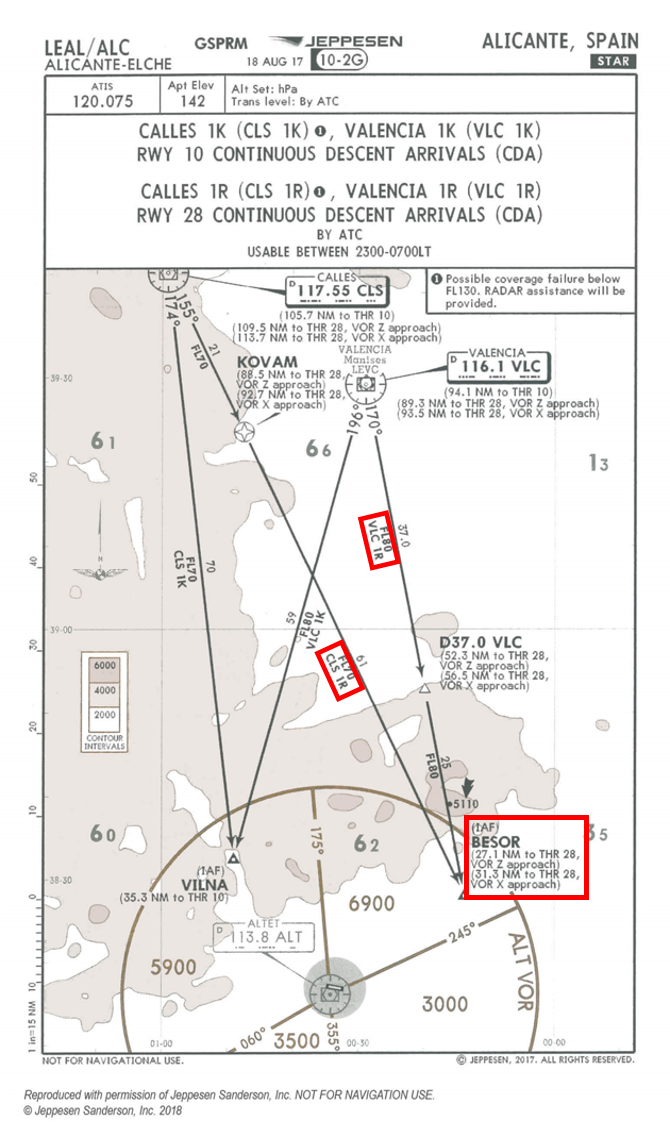 LEAL/ALC
ALICANTE-ELCHE
GSPRM
JEPPESEN
18 AUG 17
10-2G
ALICANTE, SPAIN
STAR
ATIS
120.075
Apt Elev
142
Alt Set: hPa
Trans level: By ATC
CALLES 1K (CLS 1K) 1, VALENCIA 1K (VLC 1K)
RWY 10 CONTINUOUS DESCENT ARRIVALS (CDA)
CALLES 1R (CLS 1R) 1, VALENCIA 1R (VLC 1R)
RWY 28 CONTINUOUS DESCENT ARRIVALS (CDA)
BY ATC
USABLE BETWEEN 2300-0700LT
1 Possible coverage failure below
FL130. RADAR assistance will be
provided.
CALLES
D 117.55 CLS
(105.7 NM to THR 10)
(109.5 NM to THR 28, VOR Z approach)
(113.7 NM to THR 28, VOR X approach)
155°
174°
21
FL70
KOVAM
(88.5 NM to THR 28,
VOR Z approach)
(92.7 NM to THR 28,
VOR X approach)
VALENCIA
Manises
LEVC
VALENCIA
D 116.1 VLC
(94.1 NM to THR 10)
(89.3 NM to THR 28, VOR Z approach)
(93.5 NM to THR 28, VOR X approach)
196°
170°
39-30
61
66
13
50
40
30
20
10
0
10
1 in=15 NM
N
37.0
FL80
VLC 1R
70
FL70
CLS 1K
59
FL80
VLC 1K
61
FL70
CLS 1R
39-00
D37.0 VLC
(52.3 NM to THR 28,
VOR Z approach)
(56.5 NM to THR 28,
VOR X approach)
6000
4000
2000
CONTOUR
INTERVALS
25
FL80
5110
60
62
5
175°
(IAF)
BESOR
(27.1 NM to THR 28,
VOR Z approach)
(31.3 NM to THR 28,
VOR X approach)
38-30
(IAF)
VILNA
(35.3 NM to THR 10)
6900
ALTET
D 113.8 ALT
245°
ALT VOR
5900
3000
060°
3500
355°
01-00
00-30
00-00
NOT FOR NAVIGATIONAL USE.
© JEPPESEN, 2017. ALL RIGHTS RESERVED.
Reproduced with permission of Jeppesen Sanderson, Inc. NOT FOR NAVIGATION USE.
© Jeppesen Sanderson, Inc. 2018